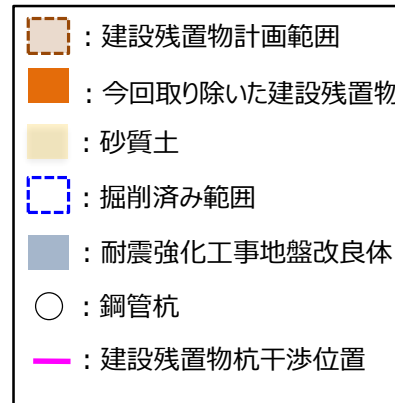 ：建設残置物計画範囲
：今回取り除いた建設残置物
：砂質土
：掘削済み範囲
：耐震強化工事地盤改良体
：鋼管杭
：建設残置物杭干渉位置